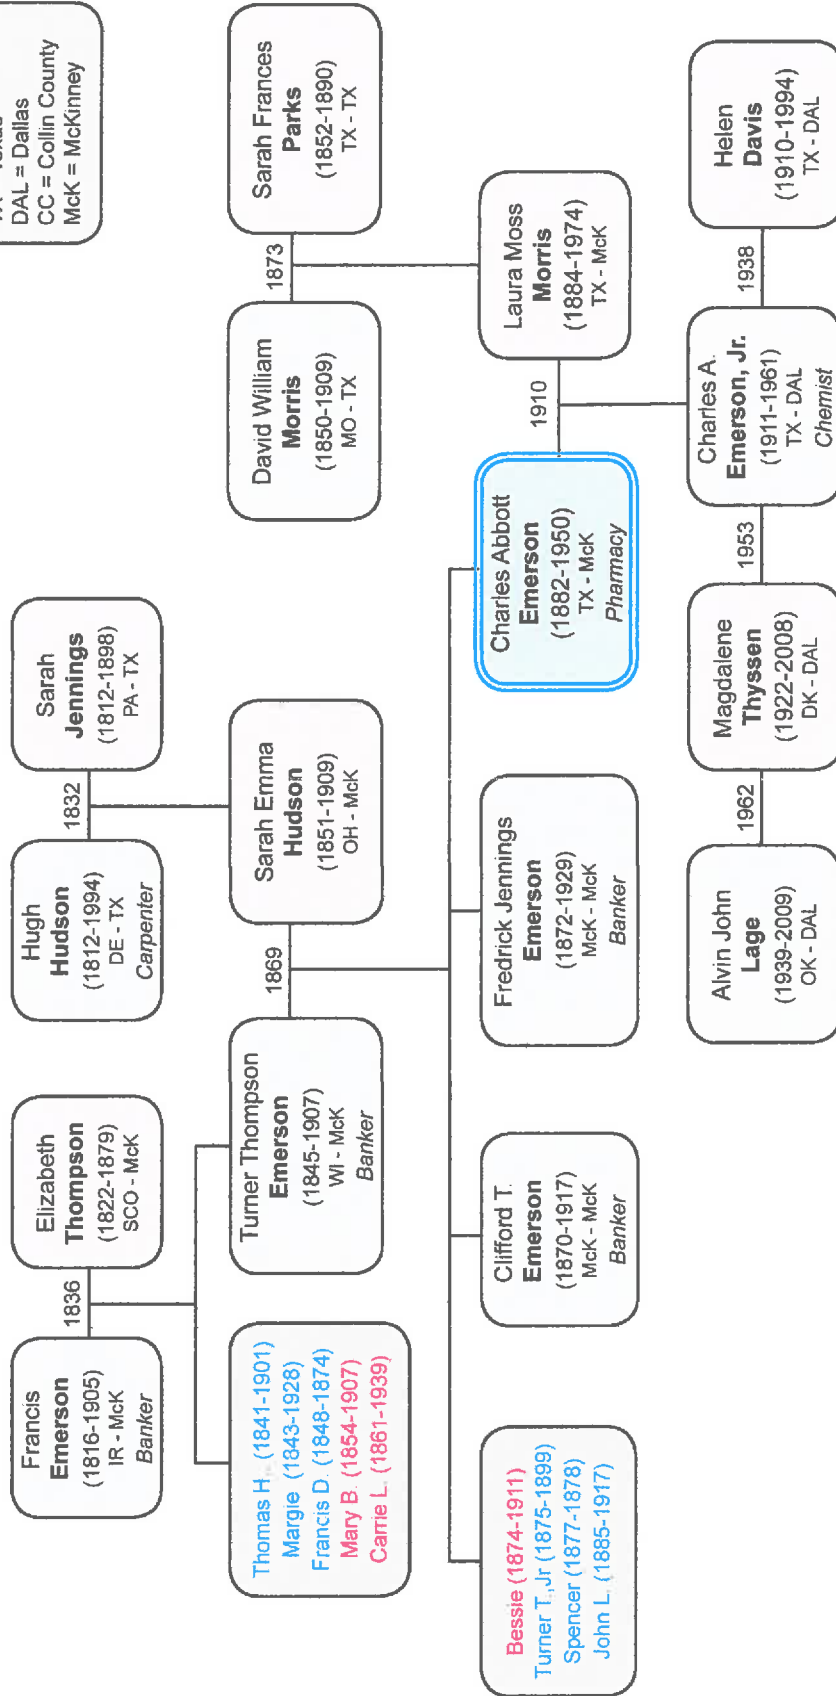 TX = Texas
DAL = Dallas
CC = Collin County
McK = McKinney
Francis
Emerson
(1816-1905)
IR - McK
Banker
1836
Elizabeth
Thompson
(1822-1879)
SCO - McK
Hugh
Hudson
(1812-1994)
DE - TX
Carpenter
1832
Sarah
Jennings
(1812-1898)
PA - TX
Thomas H. (1841-1901)
Margie (1843-1928)
Francis D. (1848-1874)
Mary B. (1854-1907)
Carrie L. (1861-1939)
Turner Thompson
Emerson
(1845-1907)
WI - McK
Banker
1869
Sarah Emma
Hudson
(1851-1909)
OH - McK
David William
Morris
(1850-1909)
MO - TX
1873
Sarah Frances
Parks
(1852-1890)
TX - TX
Bessie (1874-1911)
Turner T.,Jr (1875-1899)
Spencer (1877-1878)
John L. (1885-1917)
Clifford T.
Emerson
(1870-1917)
McK - McK
Banker
Fredrick Jennings
Emerson
(1872-1929)
McK - McK
Banker
Charles Abbott
Emerson
(1882-1950)
TX - McK
Pharmacy
1910
Laura Moss
Morris
(1884-1974)
TX - McK
Alvin John
Lage
(1939-2009)
OK - DAL
1962
Magdalene
Thyssen
(1922-2008)
DK - DAL
1953
Charles A.
Emerson, Jr.
(1911-1961)
TX - DAL
Chemist
1938
Helen
Davis
(1910-1994)
TX - DAL